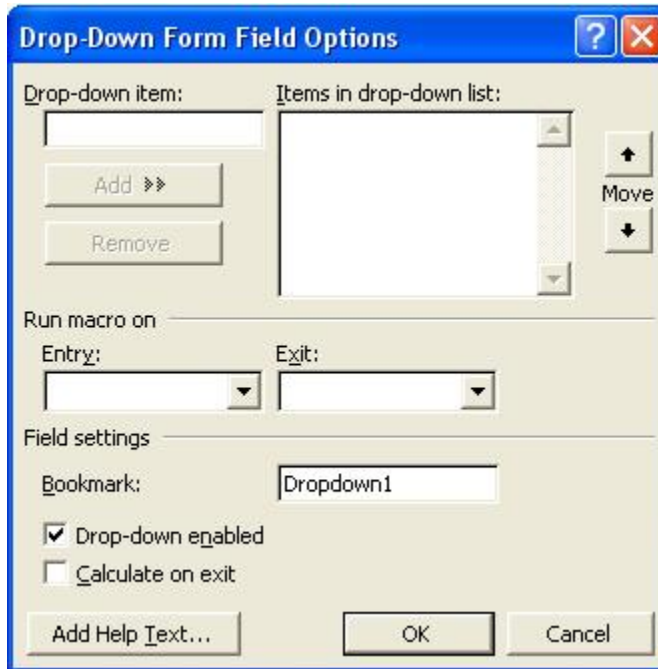 Drop-Down Form Field Options
Drop-down item:
Items in drop-down list:
Add
Remove
Move
Run macro on
Entry:
Exit:
Field settings
Bookmark:
Dropdown1
Drop-down enabled
Calculate on exit
Add Help Text...
OK
Cancel